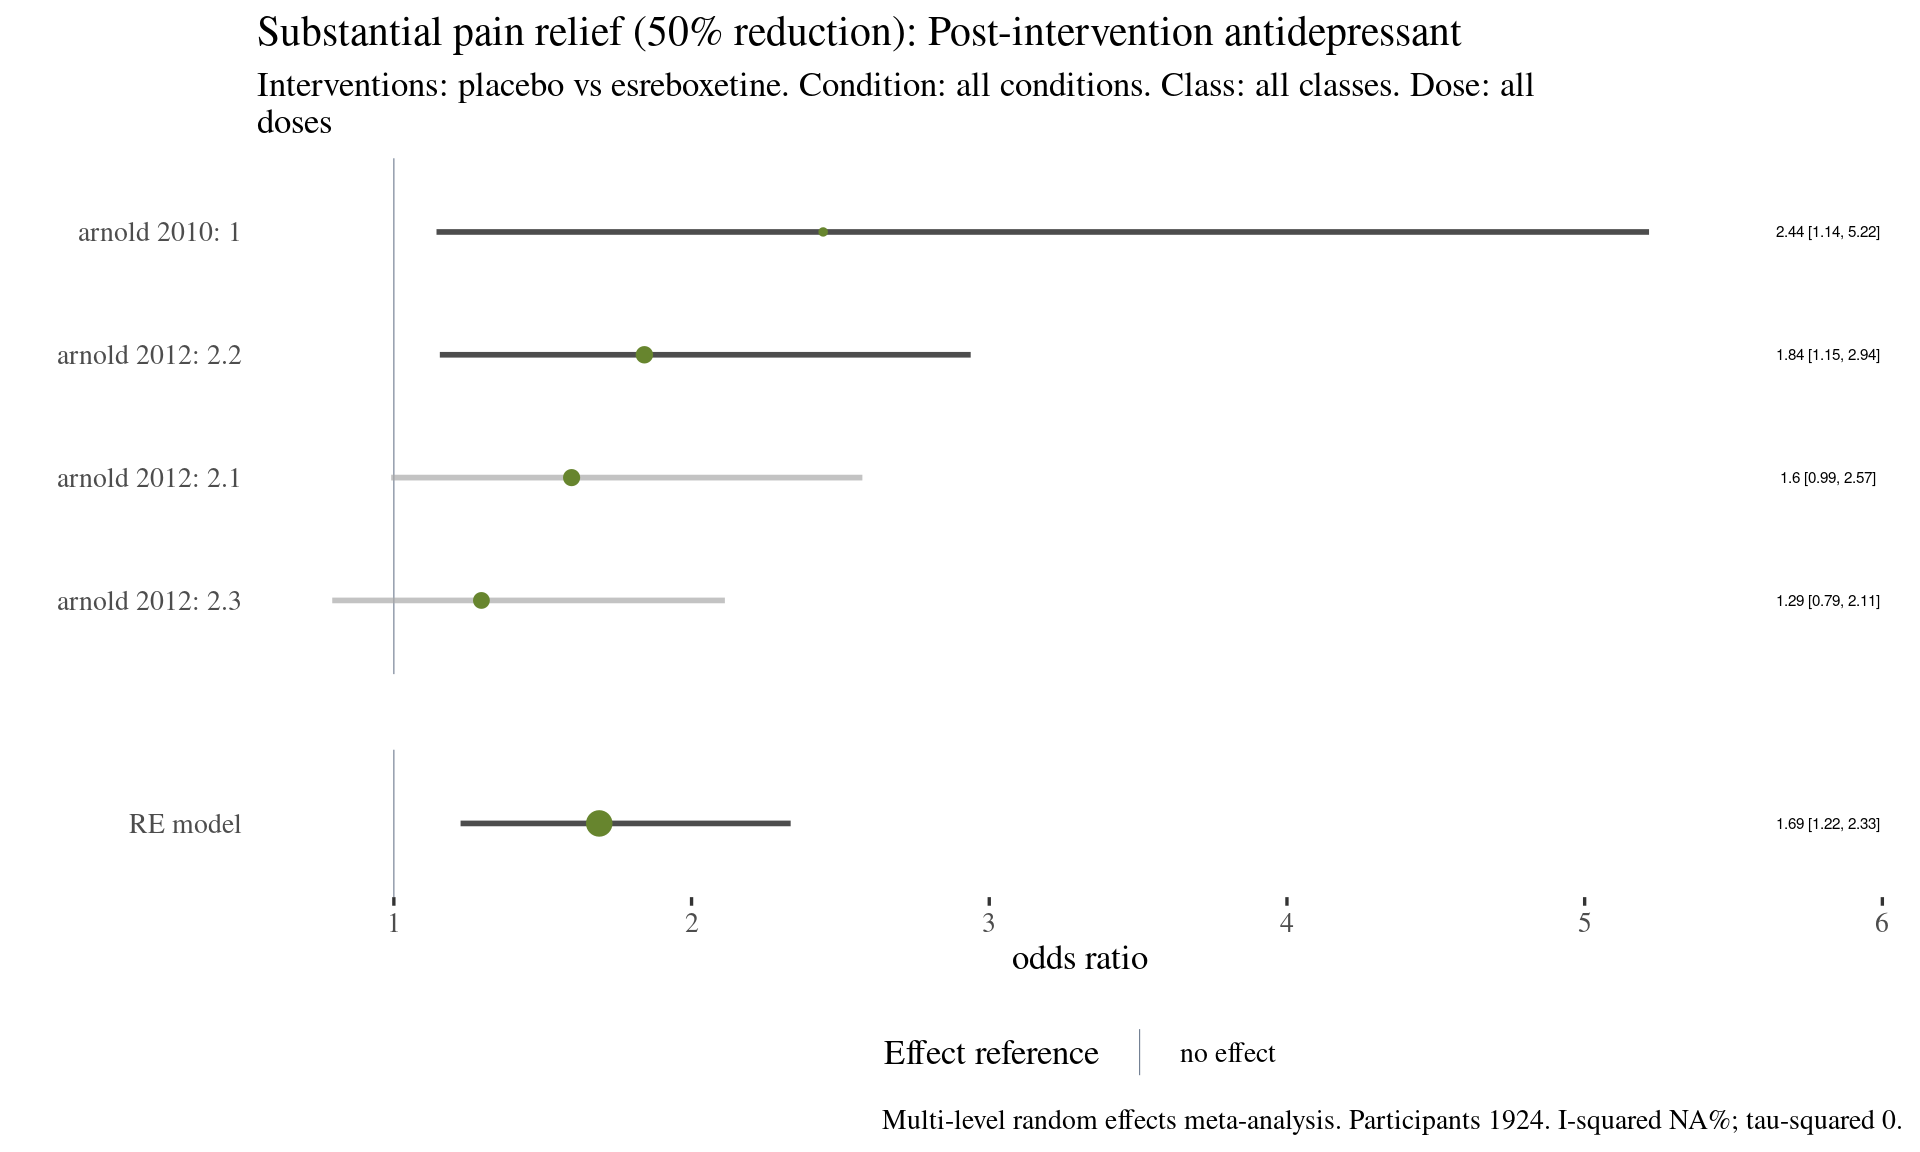 Substantial pain relief (50% reduction): Post-intervention antidepressant
Interventions: placebo vs esreboxetine. Condition: all conditions. Class: all classes. Dose: all
doses
arnold 2010: 1
2.44 [1.14, 5.22]
arnold 2012: 2.2
1.84 [1.15, 2.94]
arnold 2012: 2.1
1.6 [0.99, 2.57]
arnold 2012: 2.3
1.29 [0.79, 2.11]
RE model
1.69 [1.22, 2.33]
1 2 3 4 5 6
odds ratio
Effect reference no effect
Multi-level random effects meta-analysis. Participants 1924. I-squared NA%; tau-squared 0.